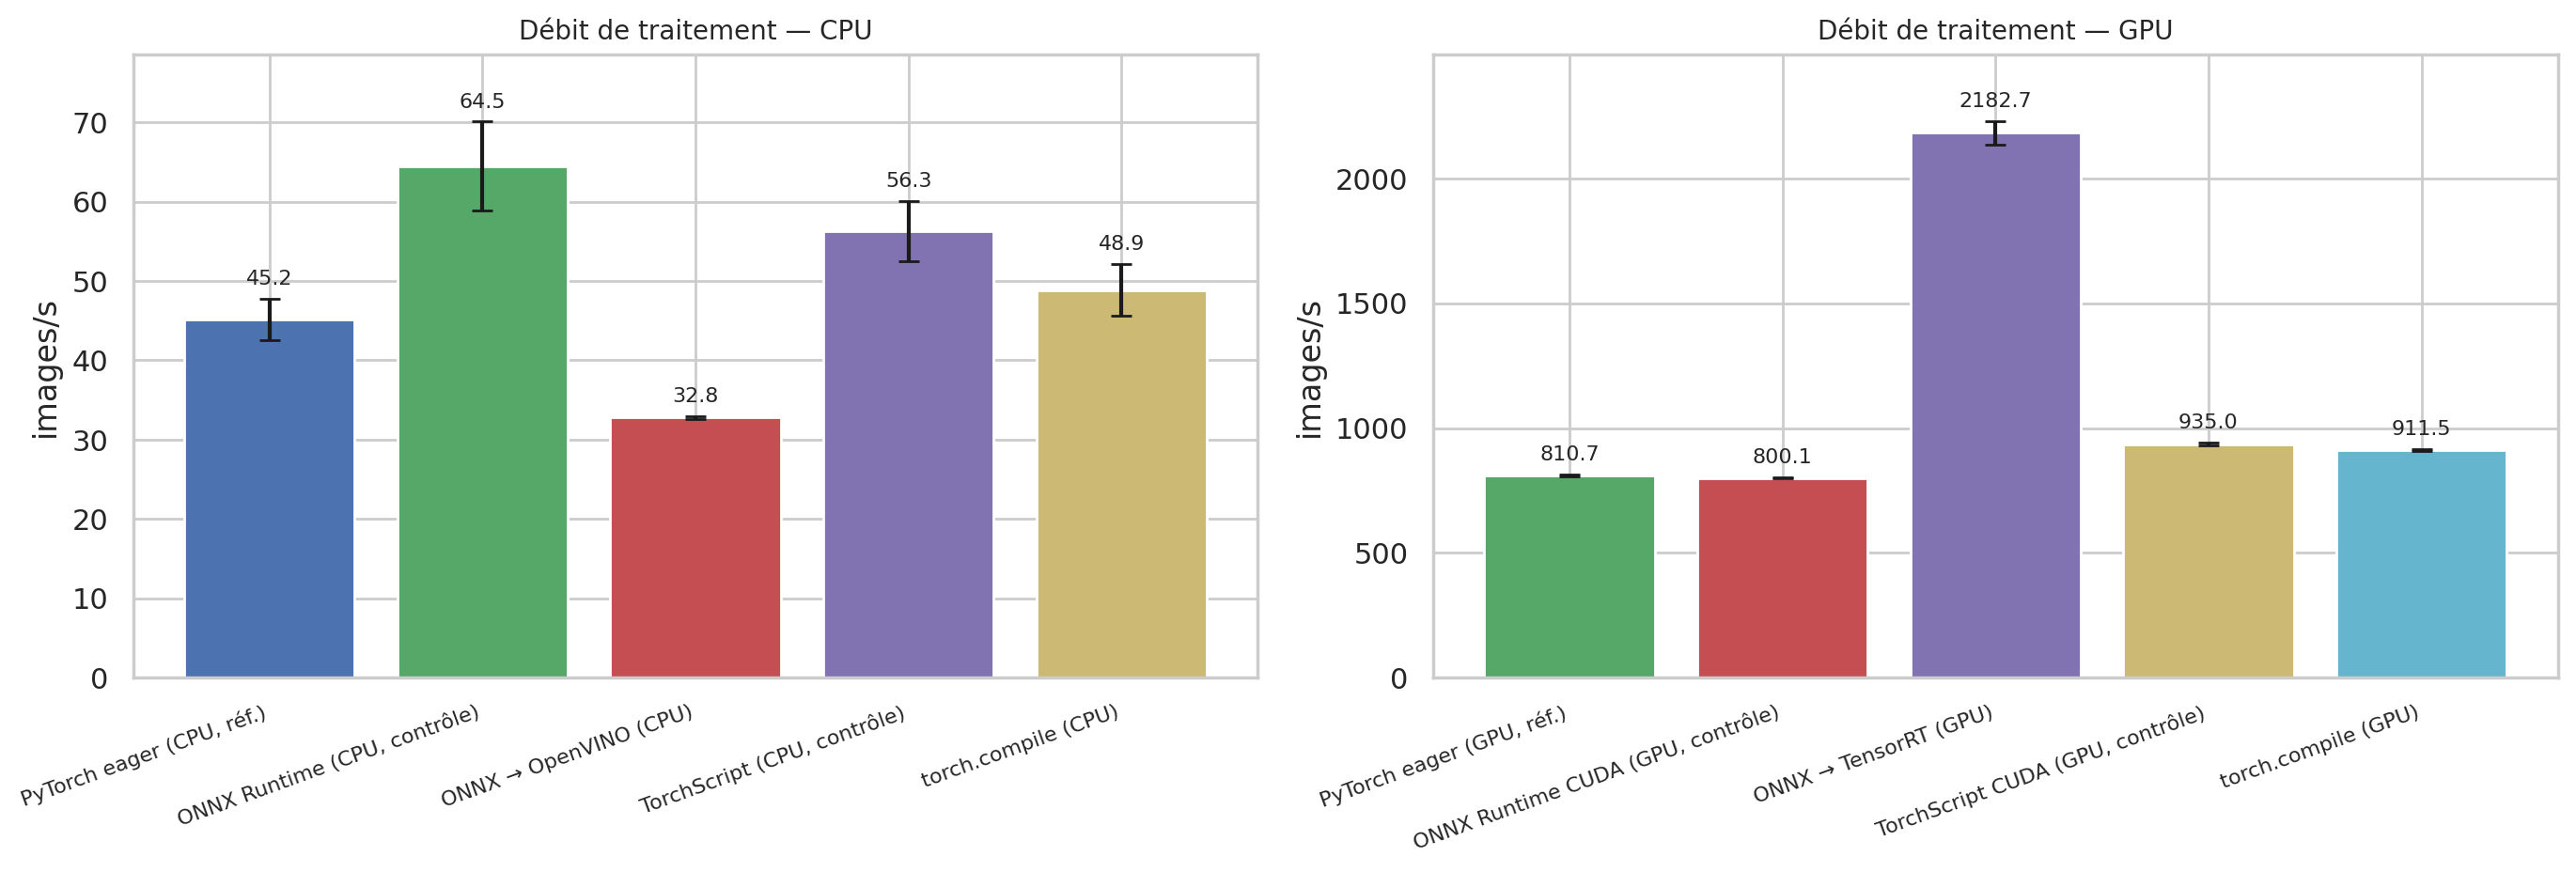 Débit de traitement — CPU
images/s
70
60
50
40
30
20
10
0
45.2
64.5
32.8
56.3
48.9
PyTorch eager (CPU, réf.)
ONNX Runtime (CPU, contrôle)
ONNX → OpenVINO (CPU)
TorchScript (CPU, contrôle)
torch.compile (CPU)
Débit de traitement — GPU
images/s
2000
1500
1000
500
0
810.7
800.1
2182.7
935.0
911.5
PyTorch eager (GPU, réf.)
ONNX Runtime CUDA (GPU, contrôle)
ONNX → TensorRT (GPU)
TorchScript CUDA (GPU, contrôle)
torch.compile (GPU)